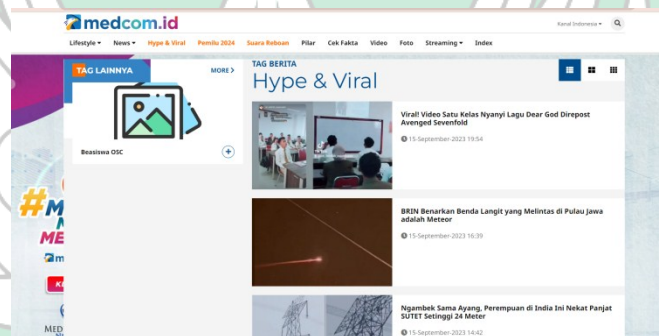 medcom.id
Kanal Indonesia
Lifestyle News Hype & Viral Pemilu 2024 Suara Reboan Pilar Cek Fakta Video Foto Streaming Index
TAG LAINNYA
MORE
Beasiswa OSC
TAG BERITA
Hype & Viral
Viral! Video Satu Kelas Nyanyi Lagu Dear God Direpost
Avenged Sevenfold
15-September-2023 19:54
BRIN Benarkan Benda Langit yang Melintas di Pulau Jawa
adalah Meteor
15-September-2023 16:39
Ngambek Sama Ayang, Perempuan di India Ini Nekat Panjat
SUTET Setinggi 24 Meter
15-September-2023 14:42
#M
ME
MED